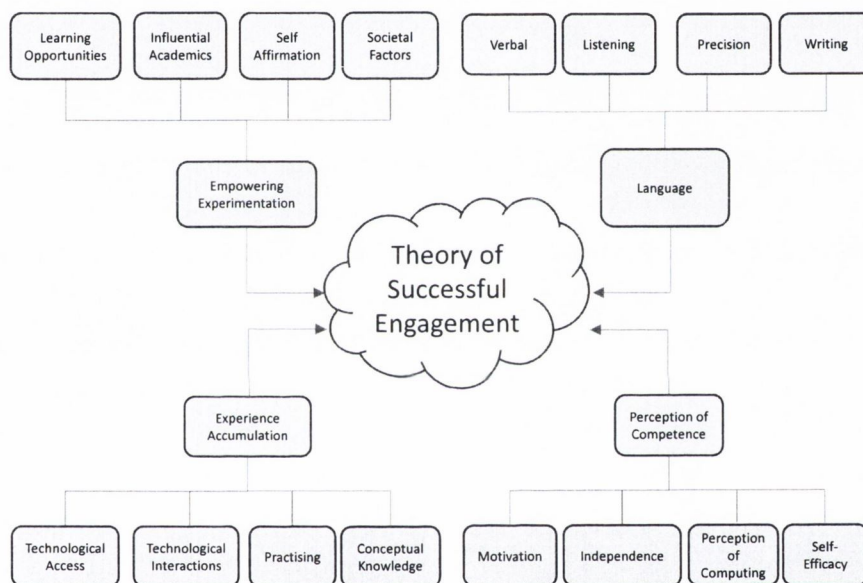 Learning
Opportunities
Influential
Academics
Self
Affirmation
Societal
Factors
Verbal
Listening
Precision
Writing
Empowering
Experimentation
Language
Theory of
Successful
Engagement
Experience
Accumulation
Perception of
Competence
Technological
Access
Technological
Interactions
Practising
Conceptual
Knowledge
Motivation
Independence
Perception
of
Computing
Self-
Efficacy